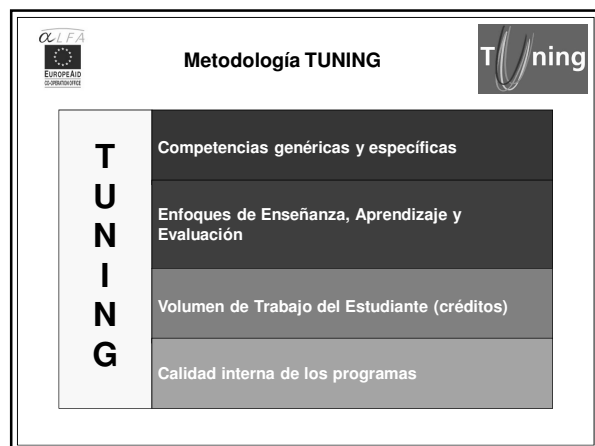 αLFA
EUROPEAID
CO-OPERATION OFFICE
Metodología TUNING
TUning
T
U
N
I
N
G
Competencias genéricas y específicas
Enfoques de Enseñanza, Aprendizaje y
Evaluación
Volumen de Trabajo del Estudiante (créditos)
Calidad interna de los programas